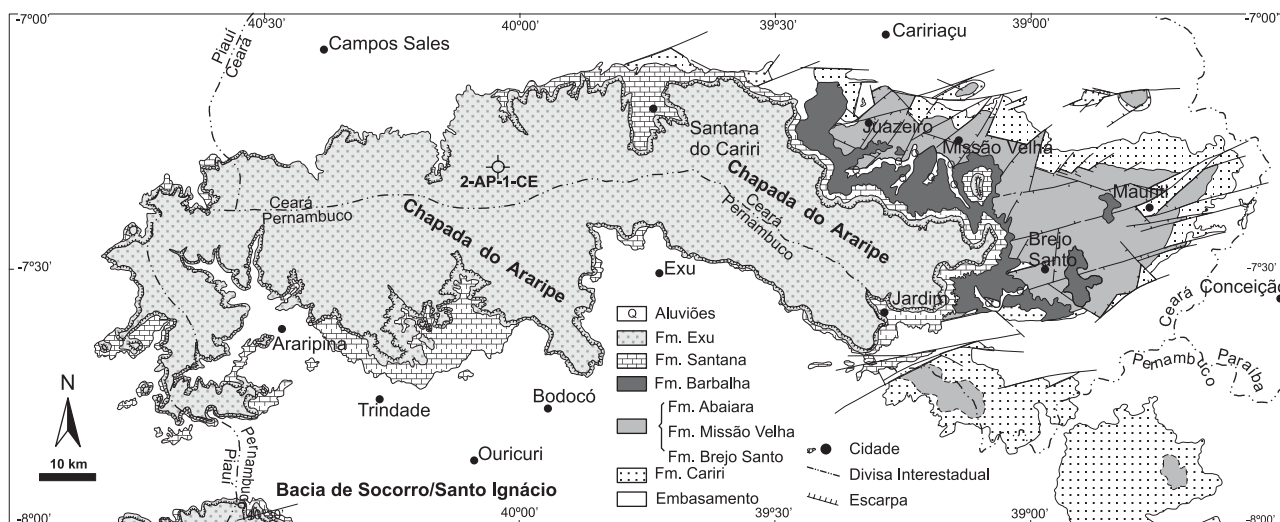 -7°00'
40°30'
40°00'
39°30'
39°00'
-7°00'
Piauí
Ceará
Campos Sales
Caririaçu
Santana
do Cariri
Juazeiro
Missão Velha
2-AP-1-CE
Mauriti
Ceará
Pernambuco
Chapada do Araripe
Chapada do Araripe
Ceará
Pernambuco
Brejo
Santo
-7°30'
Exu
-7°30'
Conceição
Jardim
Ceará
Araripina
Pernambuco
Paraíba
Trindade
Bodocó
Ouricuri
Pernambuco
Piauí
N
10 km
Bacia de Socorro/Santo Ignácio
Q Aluviões
Fm. Exu
Fm. Santana
Fm. Barbalha
Fm. Abaiara
Fm. Missão Velha
Fm. Brejo Santo
Fm. Cariri
Embasamento
Cidade
Divisa Interestadual
Escarpa
-8°00'
40°00'
39°30'
39°00'
-8°00'